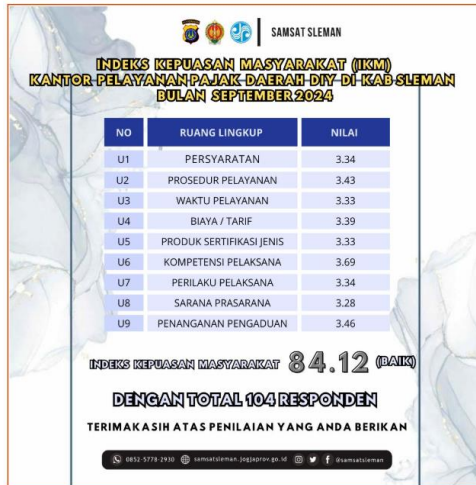 SAMSAT SLEMAN
INDEKS KEPUASAN MASYARAKAT (IKM)
KANTOR PELAYANAN PAJAK DAERAH DIY DI KAB SLEMAN
BULAN SEPTEMBER 2024
NO RUANG LINGKUP NILAI
U1 PERSYARATAN 3.34
U2 PROSEDUR PELAYANAN 3.43
U3 WAKTU PELAYANAN 3.33
U4 BIAYA / TARIF 3.39
U5 PRODUK SERTIFIKASI JENIS 3.33
U6 KOMPETENSI PELAKSANA 3.69
U7 PERILAKU PELAKSANA 3.34
U8 SARANA PRASARANA 3.28
U9 PENANGANAN PENGADUAN 3.46
INDEKS KEPUASAN MASYARAKAT 84.12 (BAIK)
DENGAN TOTAL 104 RESPONDEN
TERIMAKASIH ATAS PENILAIAN YANG ANDA BERIKAN
0852-5778-2930 samsatsleman.jogjaprov.go.id @samsatsleman